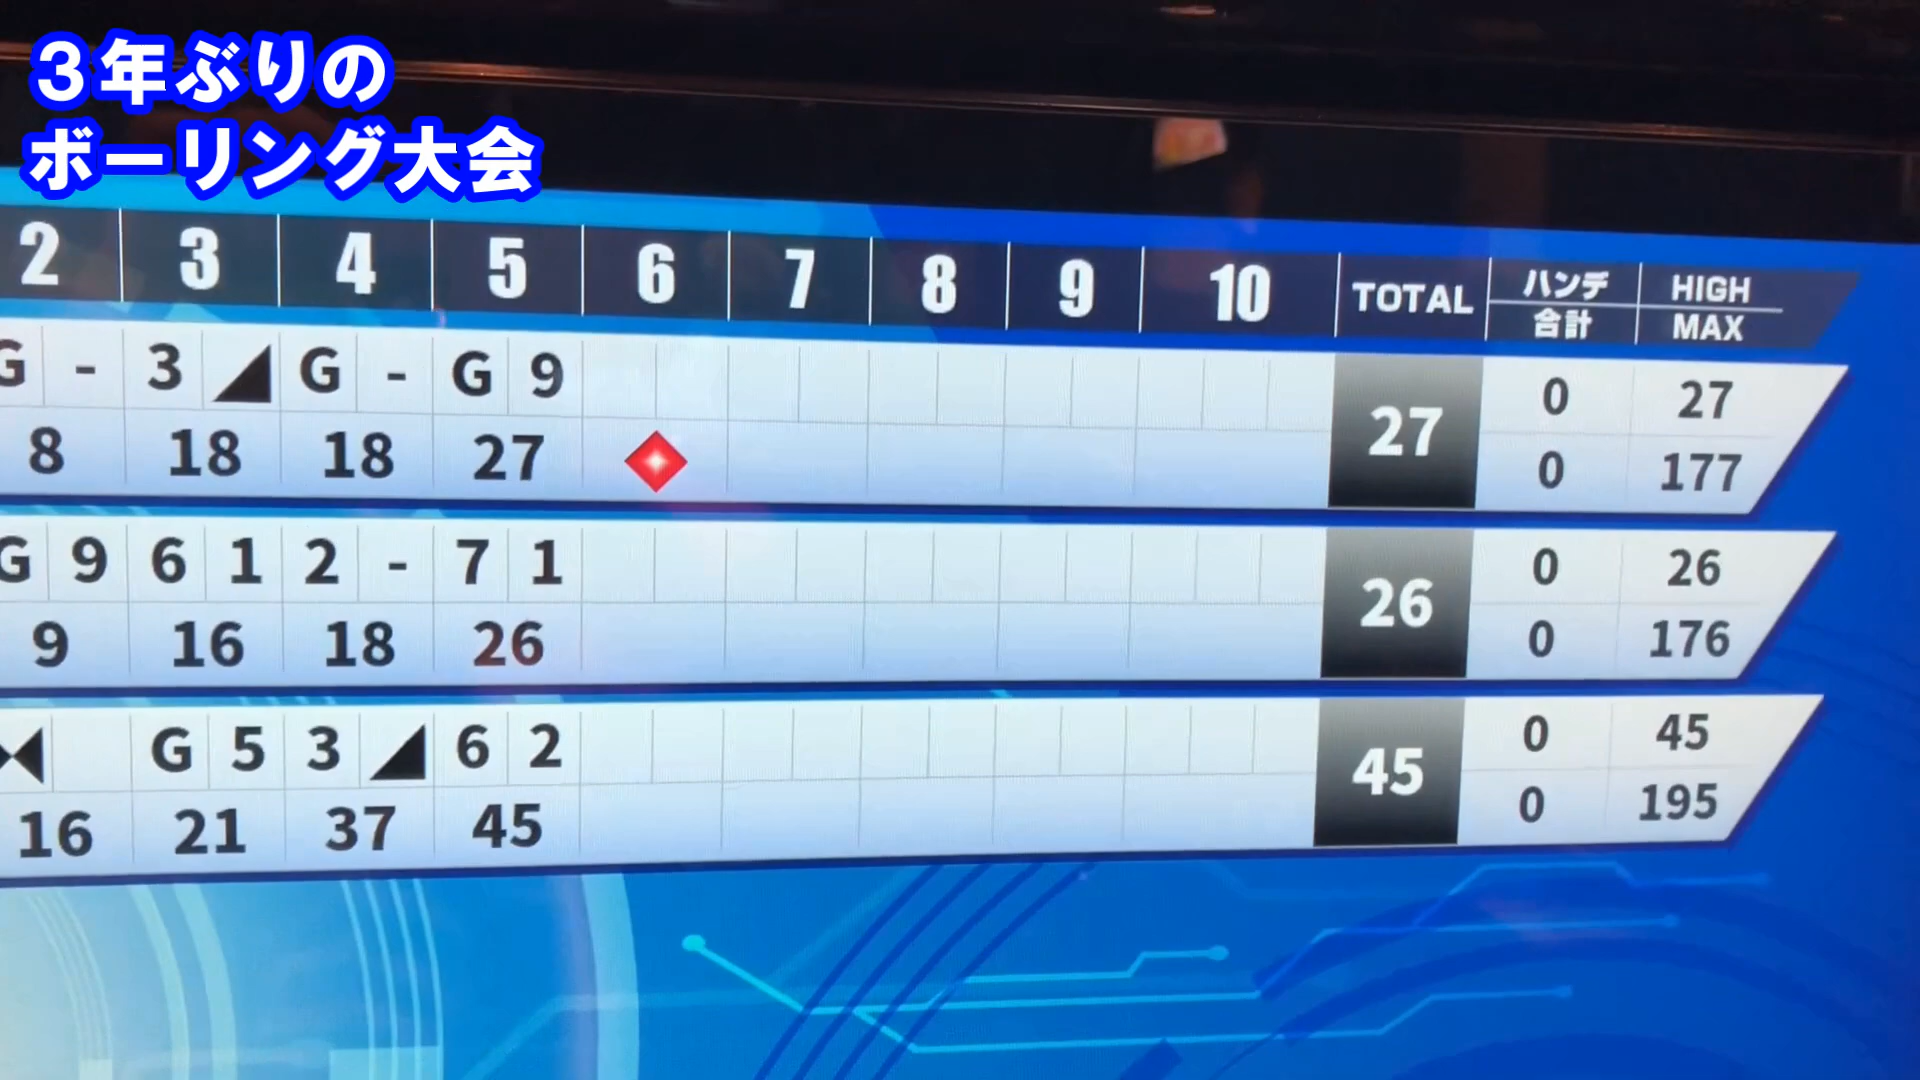 3年ぶりの
ボーリング大会
2 3 4 5 6 7 8 9 10 TOTAL ハンデ HIGH
合計 MAX
G - 3 G - G 9 0 27
8 18 18 27 27 0 177
G 9 6 1 2 - 7 1 0 26
9 16 18 26 26 0 176
G 5 3 6 2 0 45
16 21 37 45 45 0 195